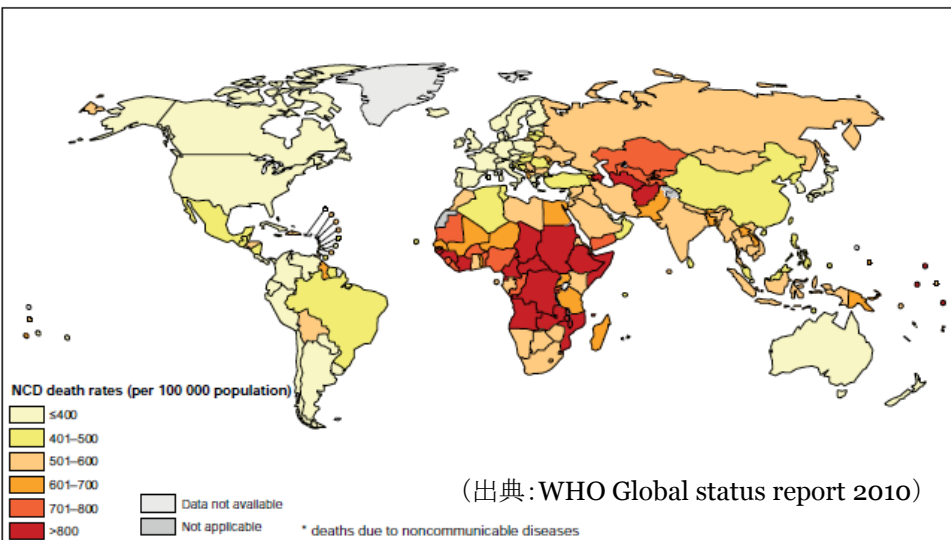 (出典:WHO Global status report 2010)
NCD death rates (per 100 000 population)
≤400
401–500
501–600
601–700
701–800
>800
Data not available
Not applicable
* deaths due to noncommunicable diseases